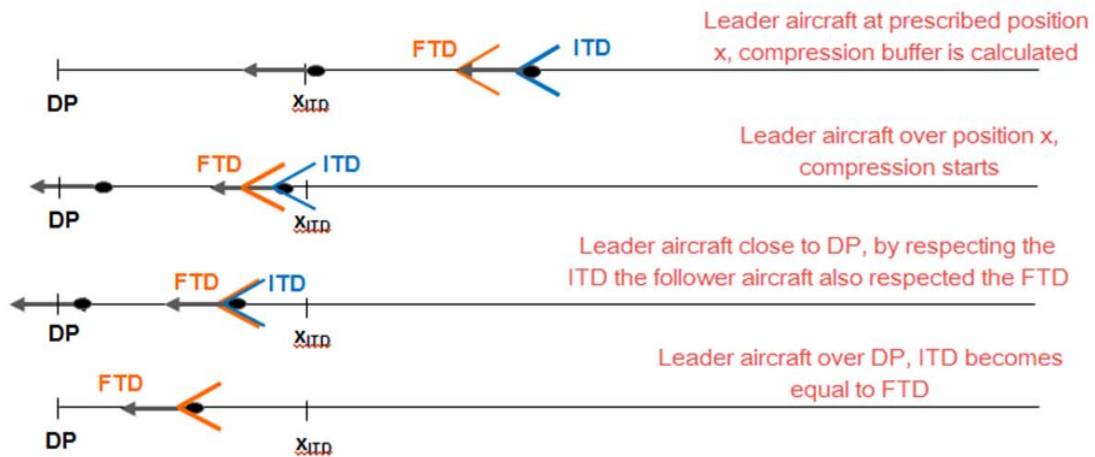 Leader aircraft at prescribed position
x, compression buffer is calculated
FTD
ITD
DP
XITD
Leader aircraft over position x,
compression starts
FTD
ITD
DP
XITD
Leader aircraft close to DP, by respecting the
ITD the follower aircraft also respected the FTD
FTD
ITD
DP
XITD
Leader aircraft over DP, ITD becomes
equal to FTD
FTD
DP
XITD